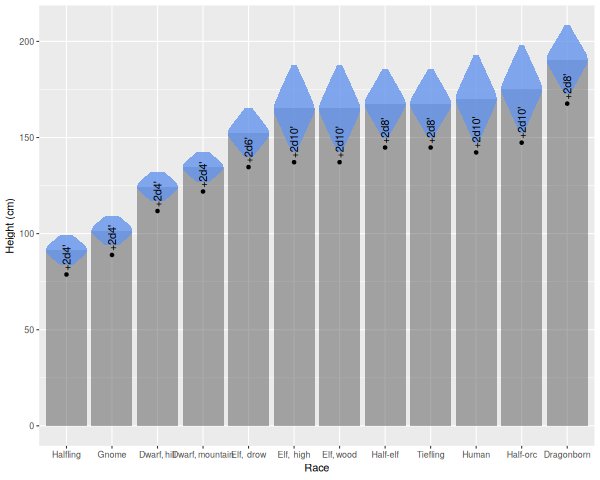 Height (cm)
200
150
100
50
0
+2d4'
+2d4'
+2d4'
+2d4'
+2d6'
+2d10'
+2d10'
+2d8'
+2d8'
+2d10'
+2d10'
+2d8'
Halfling
Gnome
Dwarf, hill
Dwarf, mountain
Elf, drow
Elf, high
Elf, wood
Half-elf
Tiefling
Human
Half-orc
Dragonborn
Race